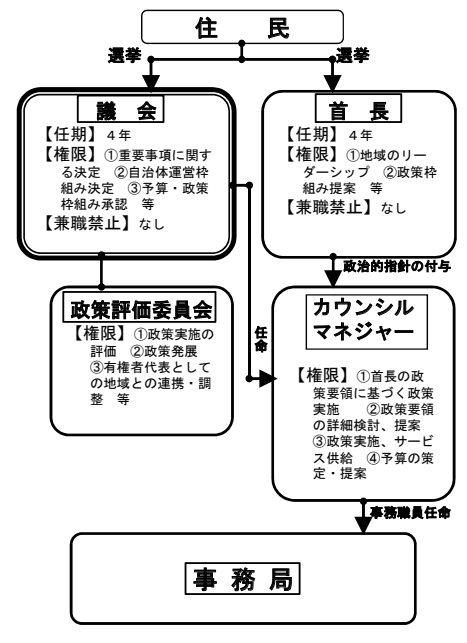 住　民
選挙
選挙
議　会
【任期】４年
【権限】①重要事項に関す
る決定　②自治体運営枠
組み決定　③予算・政策
枠組み承認　等
【兼職禁止】なし
首　長
【任期】４年
【権限】①地域のリー
ダーシップ　②政策枠
組み提案　等
【兼職禁止】なし
政治的指針の付与
政策評価委員会
【権限】①政策実施の
評価　②政策発展
③有権者代表として
の地域との連携・調
整　等
任命
カウンシル
マネジャー
【権限】①首長の政
策要領に基づく政策
実施　②政策要領
の詳細検討、提案
③政策実施、サービ
ス供給　④予算の策
定・提案
事務職員任命
事　務　局